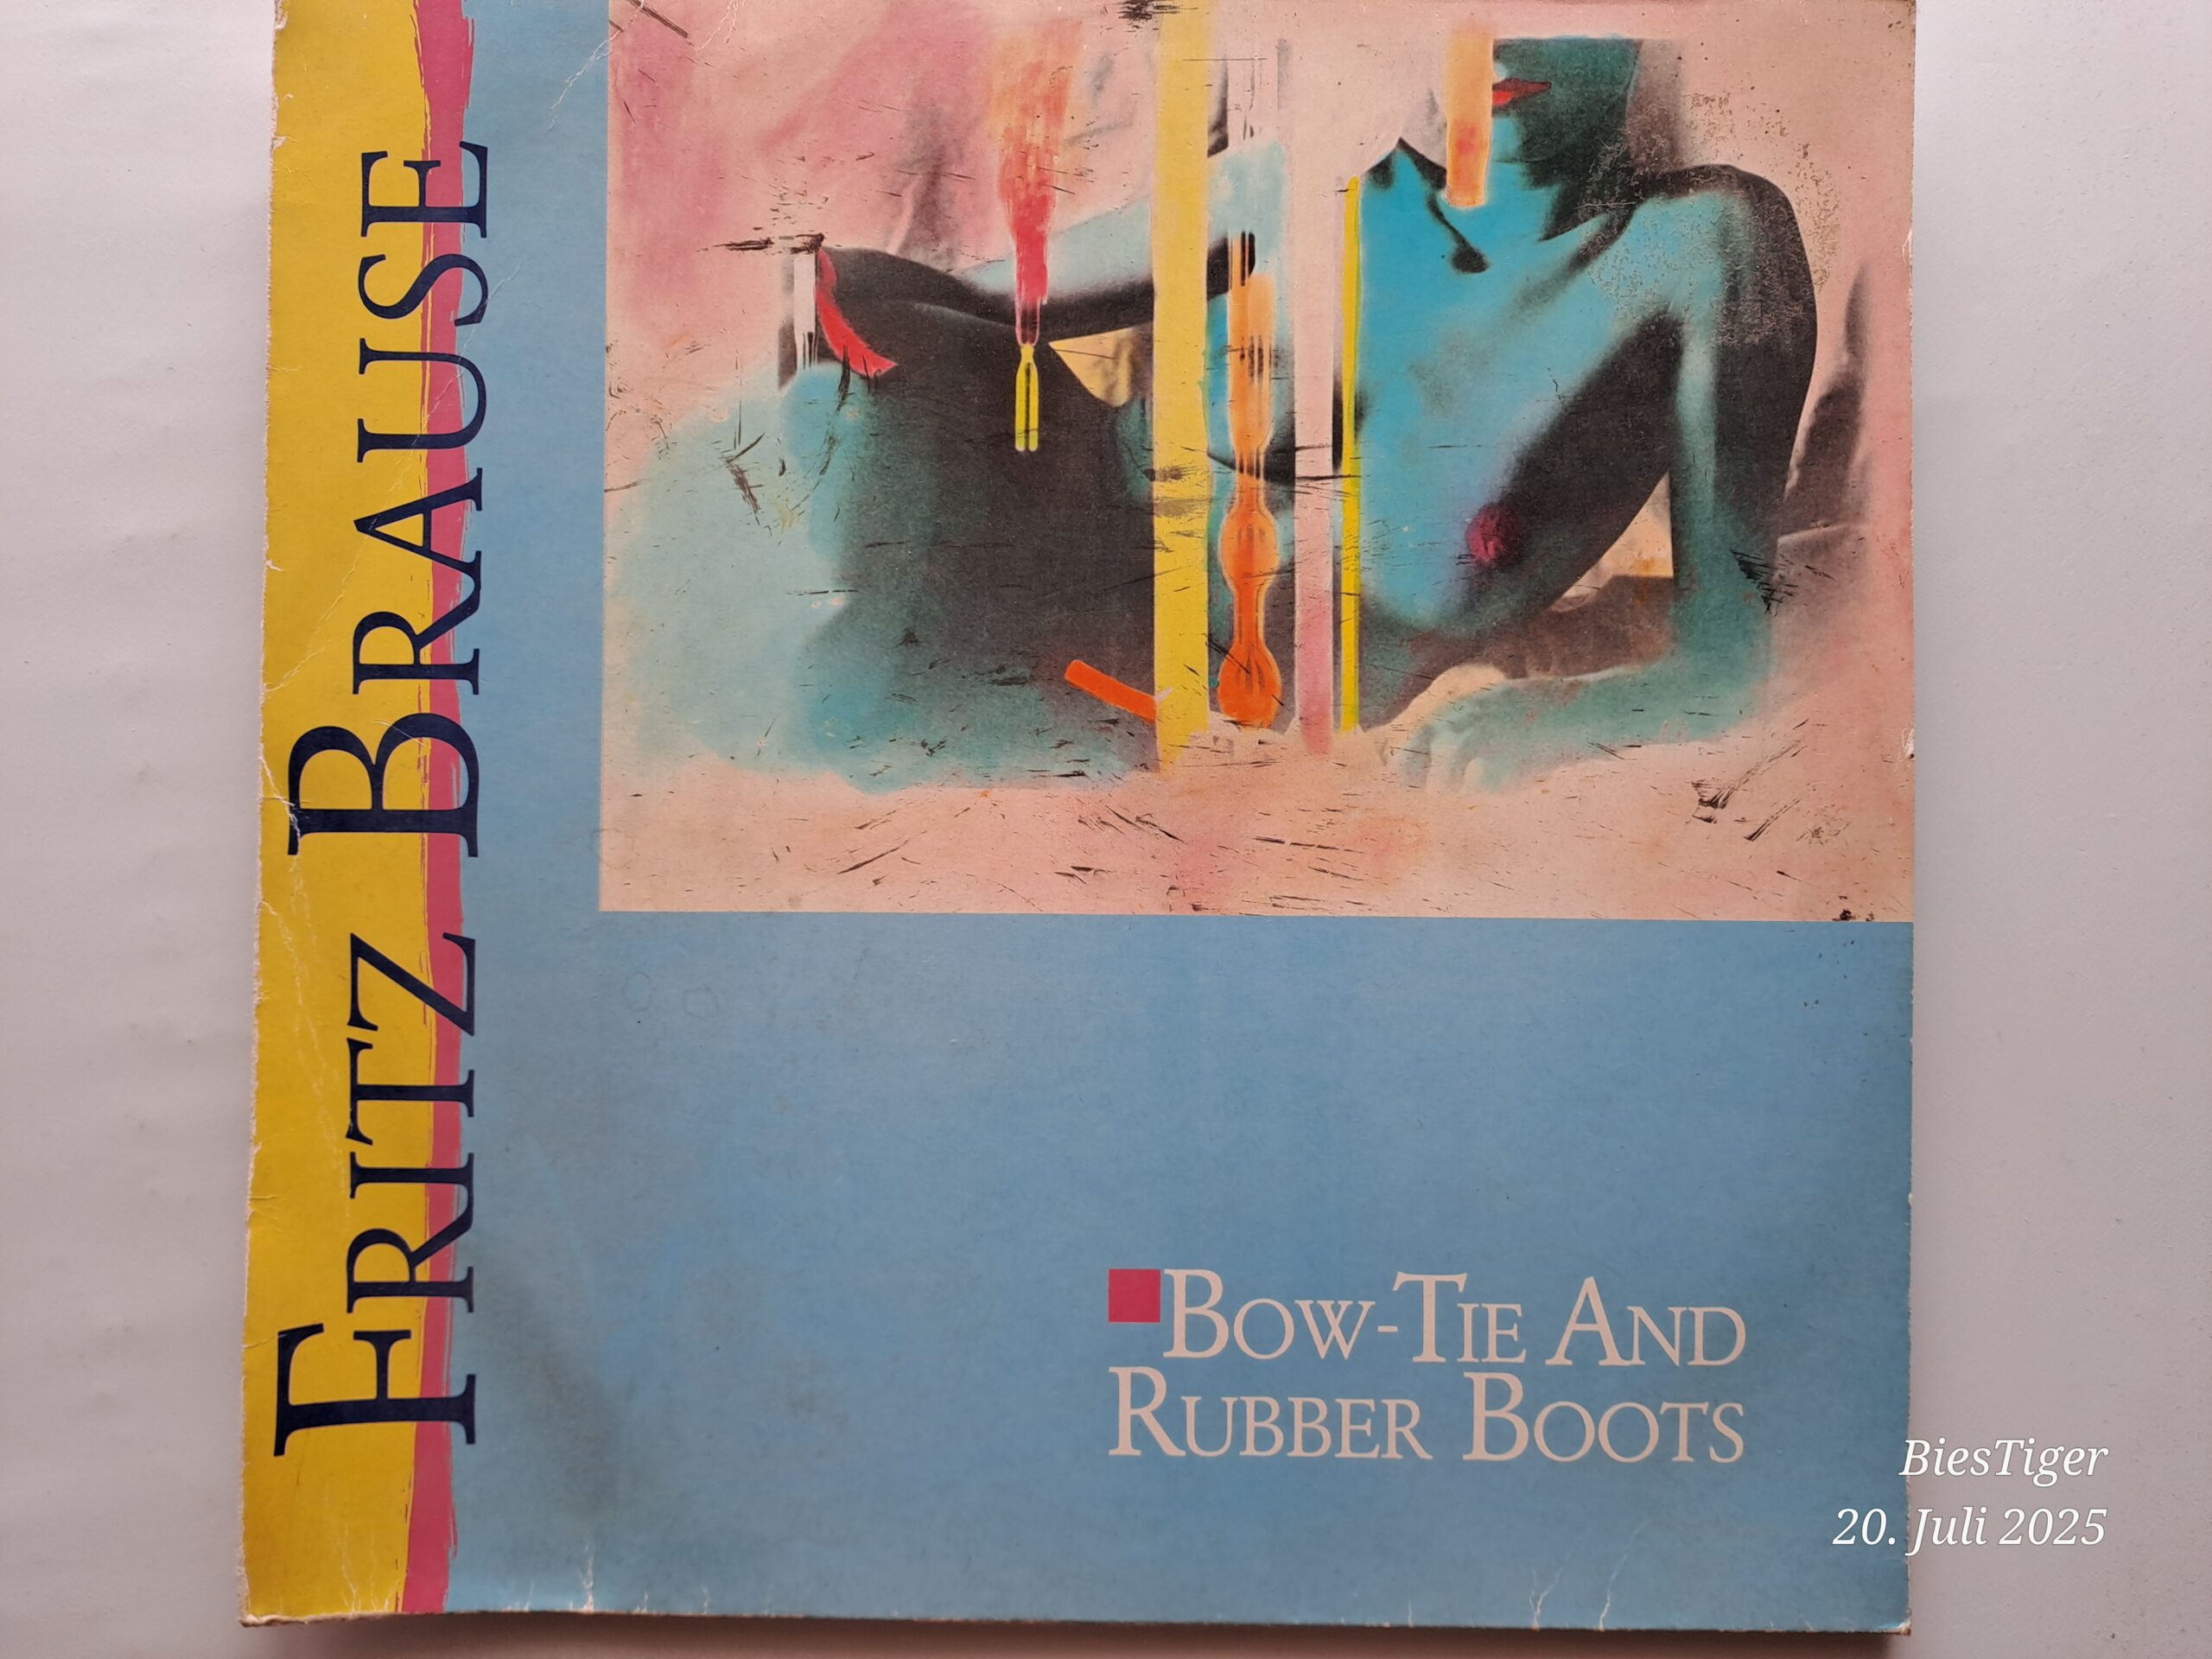 FRITZ BRAUSE
BOW-TIE AND
RUBBER BOOTS
BiesTiger
20. Juli 2025